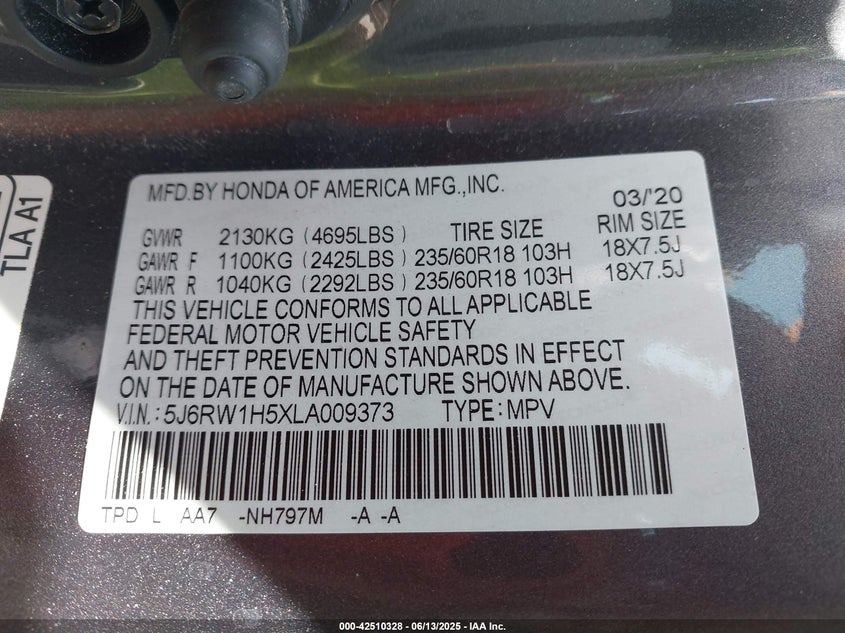 MFD.BY HONDA OF AMERICA MFG.,INC.
03/'20
GVWR 2130KG (4695LBS) TIRE SIZE RIM SIZE
GAWR F 1100KG (2425LBS) 235/60R18 103H 18X7.5J
GAWR R 1040KG (2292LBS) 235/60R18 103H 18X7.5J
THIS VEHICLE CONFORMS TO ALL APPLICABLE
FEDERAL MOTOR VEHICLE SAFETY
AND THEFT PREVENTION STANDARDS IN EFFECT
ON THE DATE OF MANUFACTURE SHOWN ABOVE.
V.I.N.: 5J6RW1H5XLA009373 TYPE: MPV
TPD L AA7 -NH797M -A -A
TLA A1
000-42510328 - 06/13/2025 - IAA Inc.